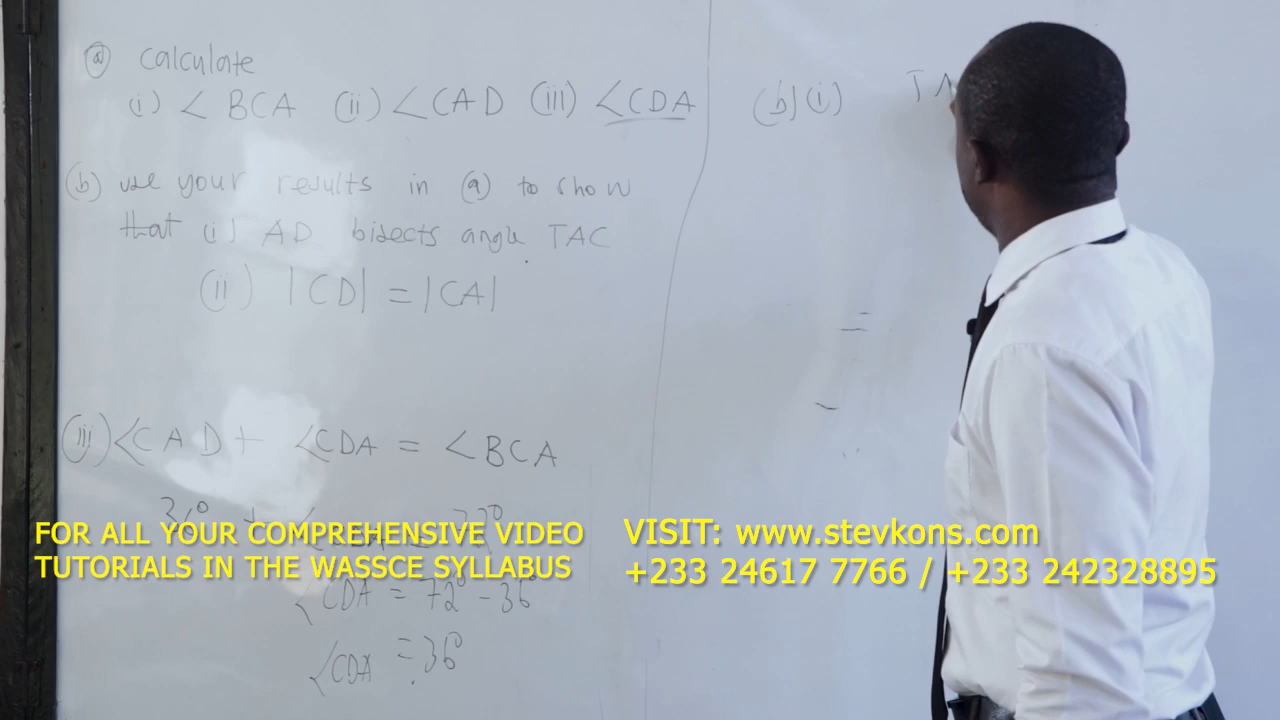 (a) calculate
(i) < BCA (ii) < CAD (iii) < CDA
(b) use your results in (a) to show
that (i) AD bisects angle TAC
(ii) |CD| = |CA|
(iii) <CAD + <CDA = <BCA
36° + <
<CDA = 72° - 36°
<CDA = 36°
(b) (i) TA
=
FOR ALL YOUR COMPREHENSIVE VIDEO
TUTORIALS IN THE WASSCE SYLLABUS
VISIT: www.stevkons.com
+233 24617 7766 / +233 242328895